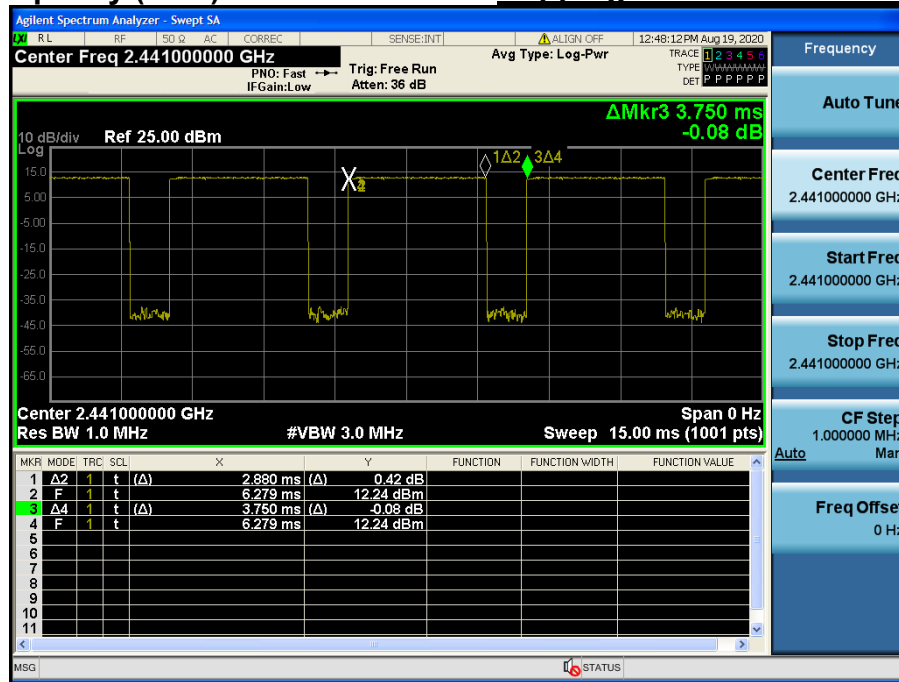 Agilent Spectrum Analyzer - Swept SA
LXI RL RF 50 Ω AC CORREC SENSE:INT ALIGN OFF 12:48:12 PM Aug 19, 2020
Center Freq 2.441000000 GHz
PNO: Fast
IFGain:Low
Trig: Free Run
Atten: 36 dB
Avg Type: Log-Pwr
TRACE 1 2 3 4 5 6
TYPE
DET P P P P P P
ΔMkr3 3.750 ms
-0.08 dB
10 dB/div Ref 25.00 dBm
Log
1Δ2 3Δ4
X
15.0
5.00
-5.00
-15.0
-25.0
-35.0
-45.0
-55.0
-65.0
Center 2.441000000 GHz Span 0 Hz
Res BW 1.0 MHz #VBW 3.0 MHz Sweep 15.00 ms (1001 pts)
MKR MODE TRC SCL X Y FUNCTION FUNCTION WIDTH FUNCTION VALUE
1 Δ2 1 t (Δ) 2.880 ms (Δ) 0.42 dB
2 F 1 t 6.279 ms 12.24 dBm
3 Δ4 1 t (Δ) 3.750 ms (Δ) -0.08 dB
4 F 1 t 6.279 ms 12.24 dBm
5
6
7
8
9
10
11
MSG STATUS
Frequency
Auto Tune
Center Freq
2.441000000 GHz
Start Freq
2.441000000 GHz
Stop Freq
2.441000000 GHz
CF Step
1.000000 MHz
Auto Man
Freq Offset
0 Hz